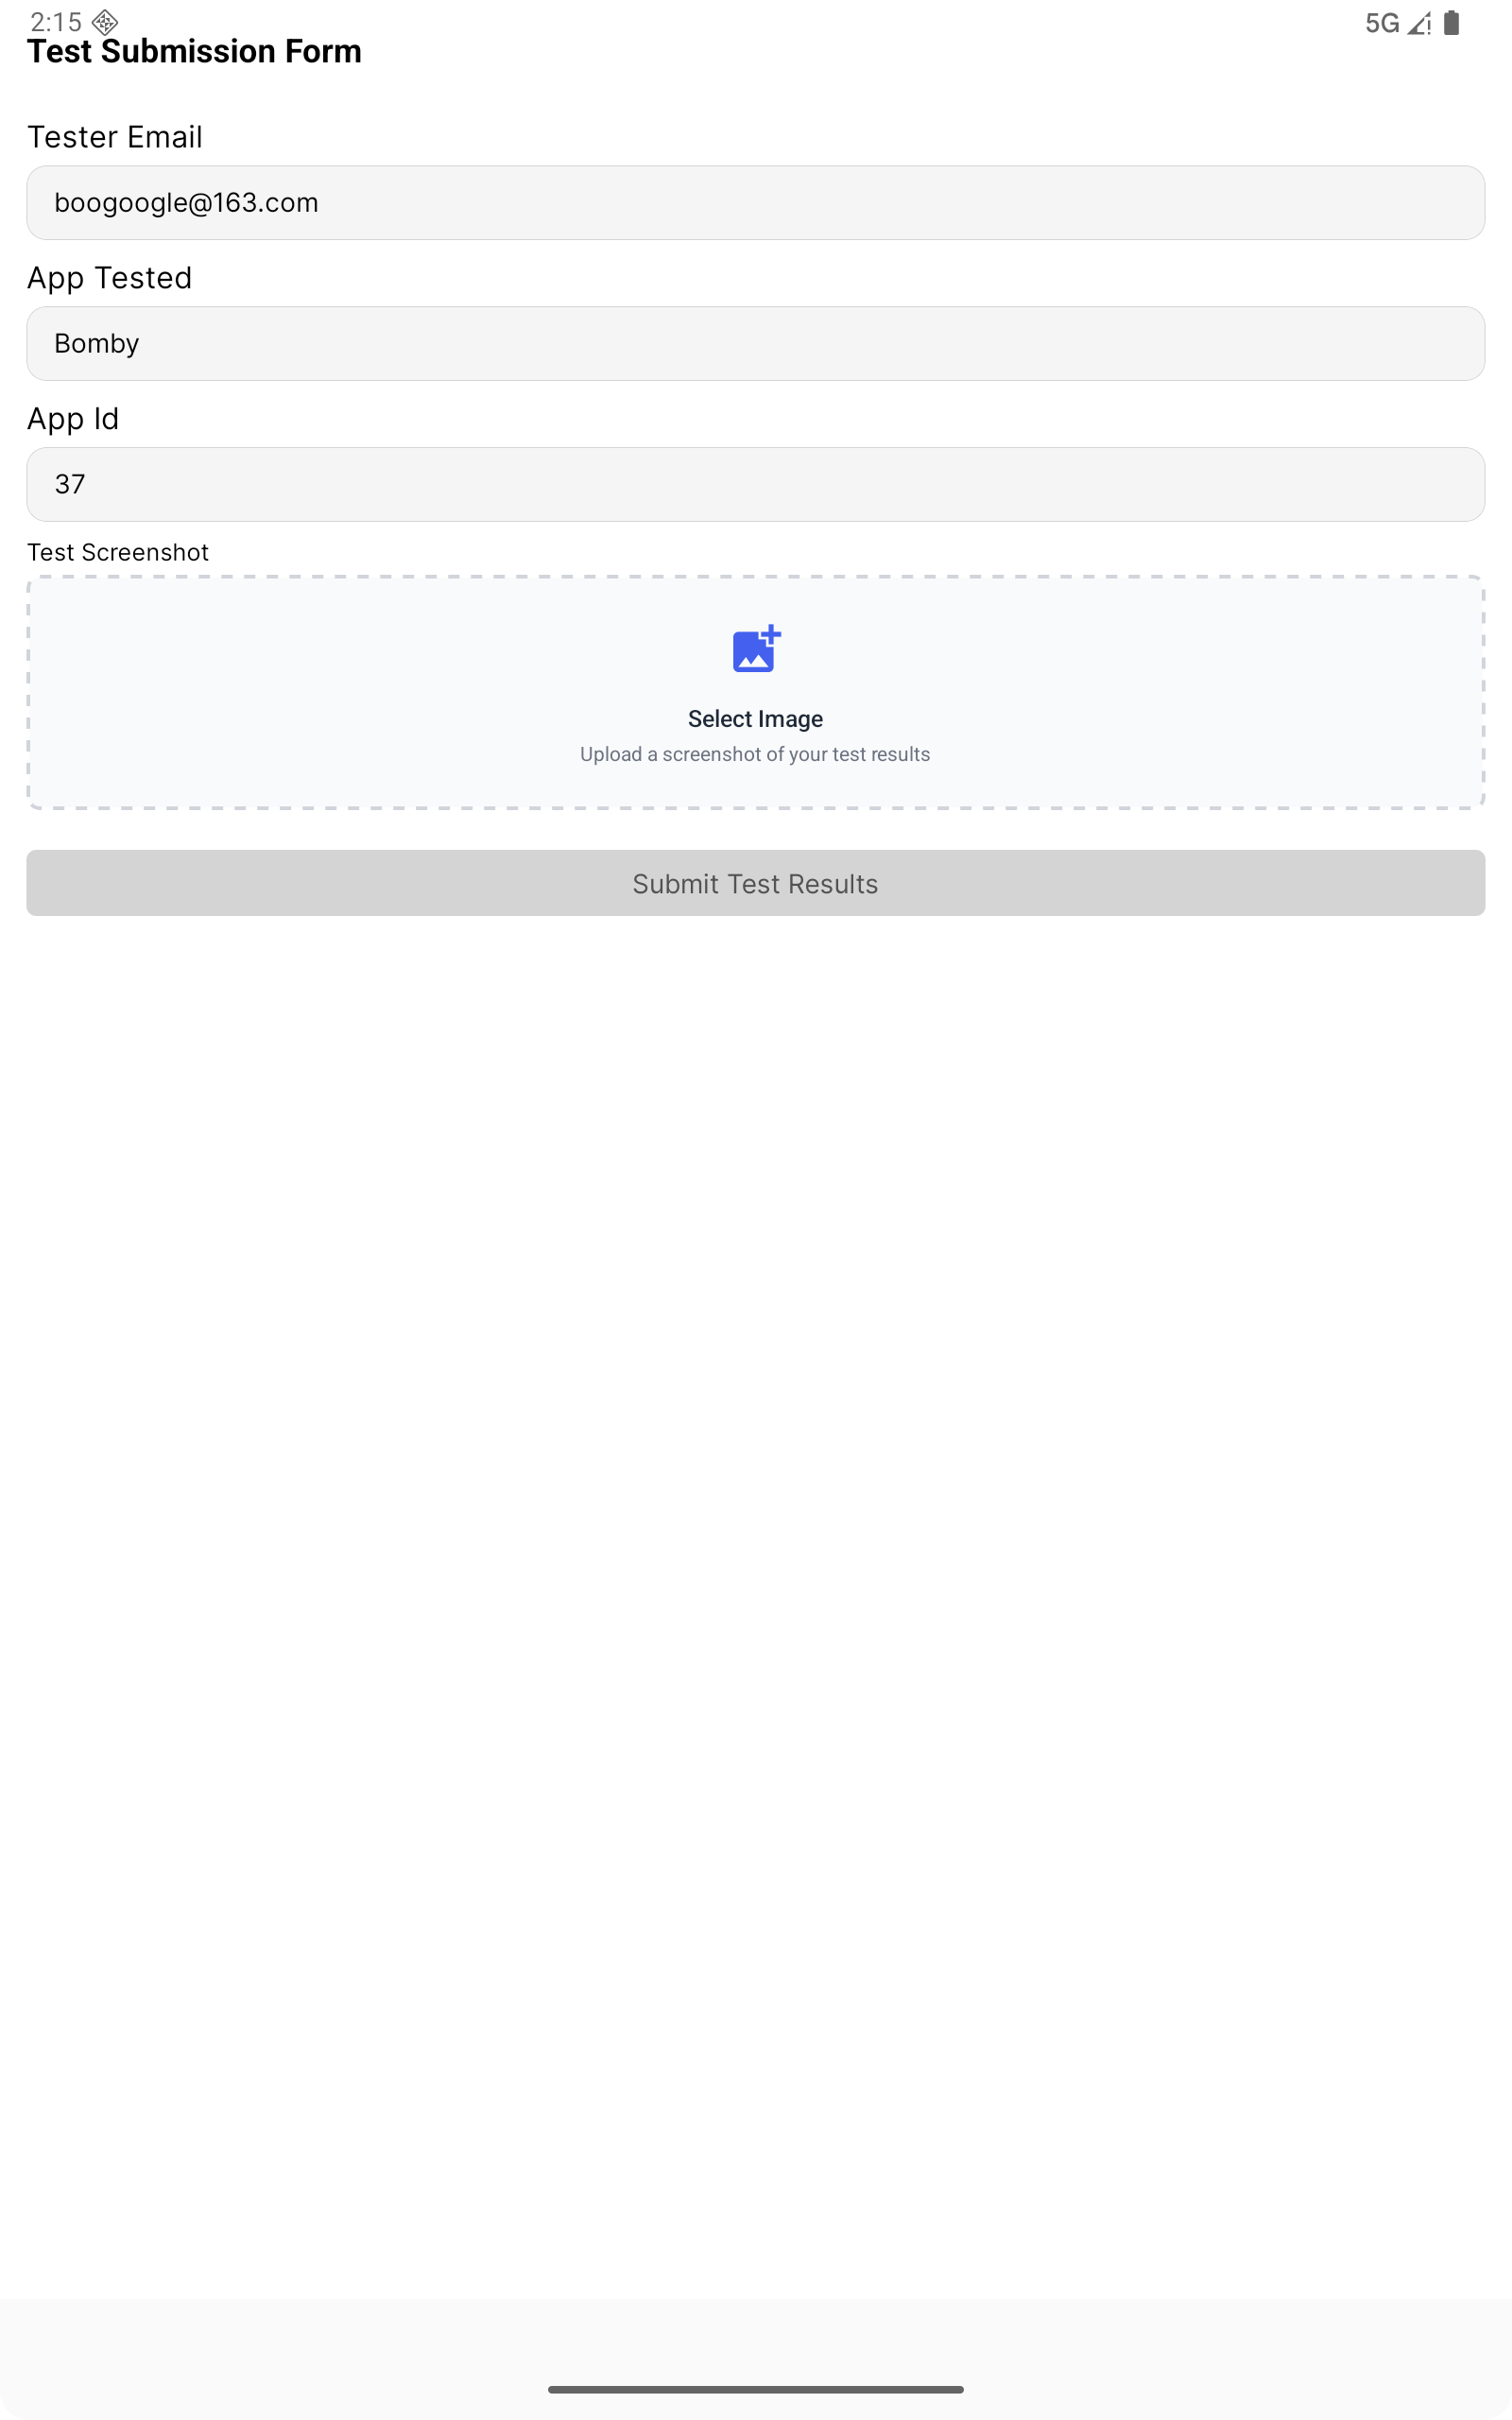 2:15
5G
Test Submission Form
Tester Email
boogoogle@163.com
App Tested
Bomby
App Id
37
Test Screenshot
Select Image
Upload a screenshot of your test results
Submit Test Results